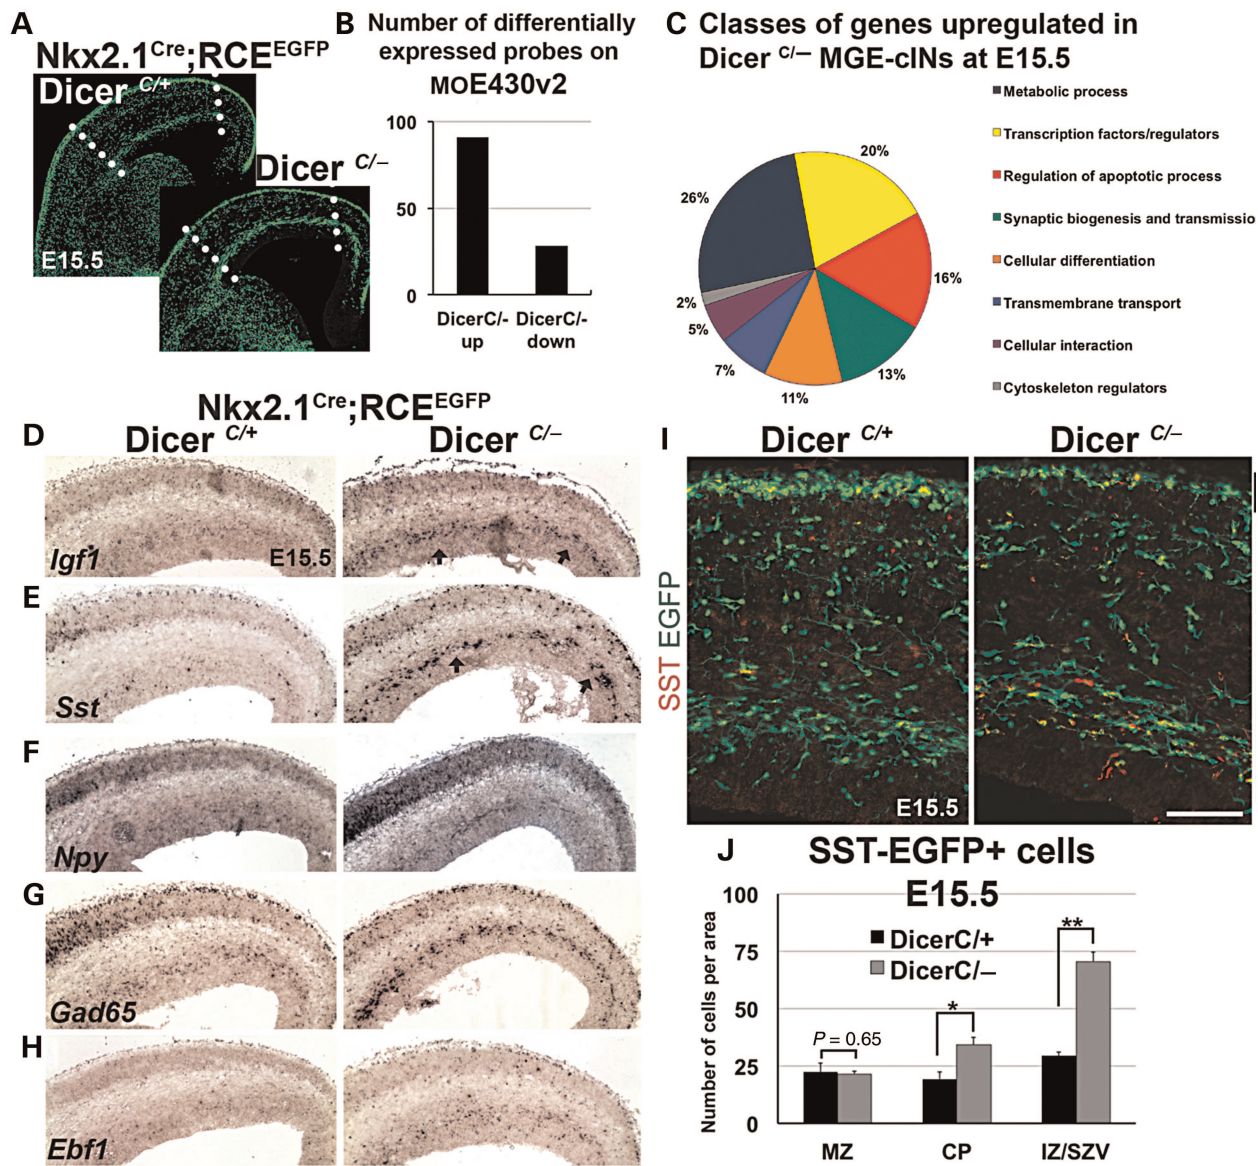 A
Nkx2.1Cre;RCEEGFP
Dicer C/+
Dicer C/–
E15.5
B
Number of differentially
expressed probes on
MOE430v2
100
50
0
DicerC/-
up
DicerC/-
down
C
Classes of genes upregulated in
Dicer C/– MGE-cINs at E15.5
Metabolic process
Transcription factors/regulators
Regulation of apoptotic process
Synaptic biogenesis and transmissio
Cellular differentiation
Transmembrane transport
Cellular interaction
Cytoskeleton regulators
20%
26%
16%
2%
5%
7%
11%
13%
Nkx2.1Cre;RCEEGFP
Dicer C/+
Dicer C/–
D
Igf1
E15.5
E
Sst
F
Npy
G
Gad65
H
Ebf1
I
Dicer C/+
Dicer C/–
SST EGFP
E15.5
J
SST-EGFP+ cells
E15.5
Number of cells per area
100
75
50
25
0
DicerC/+
DicerC/–
P = 0.65
*
**
MZ
CP
IZ/SZV